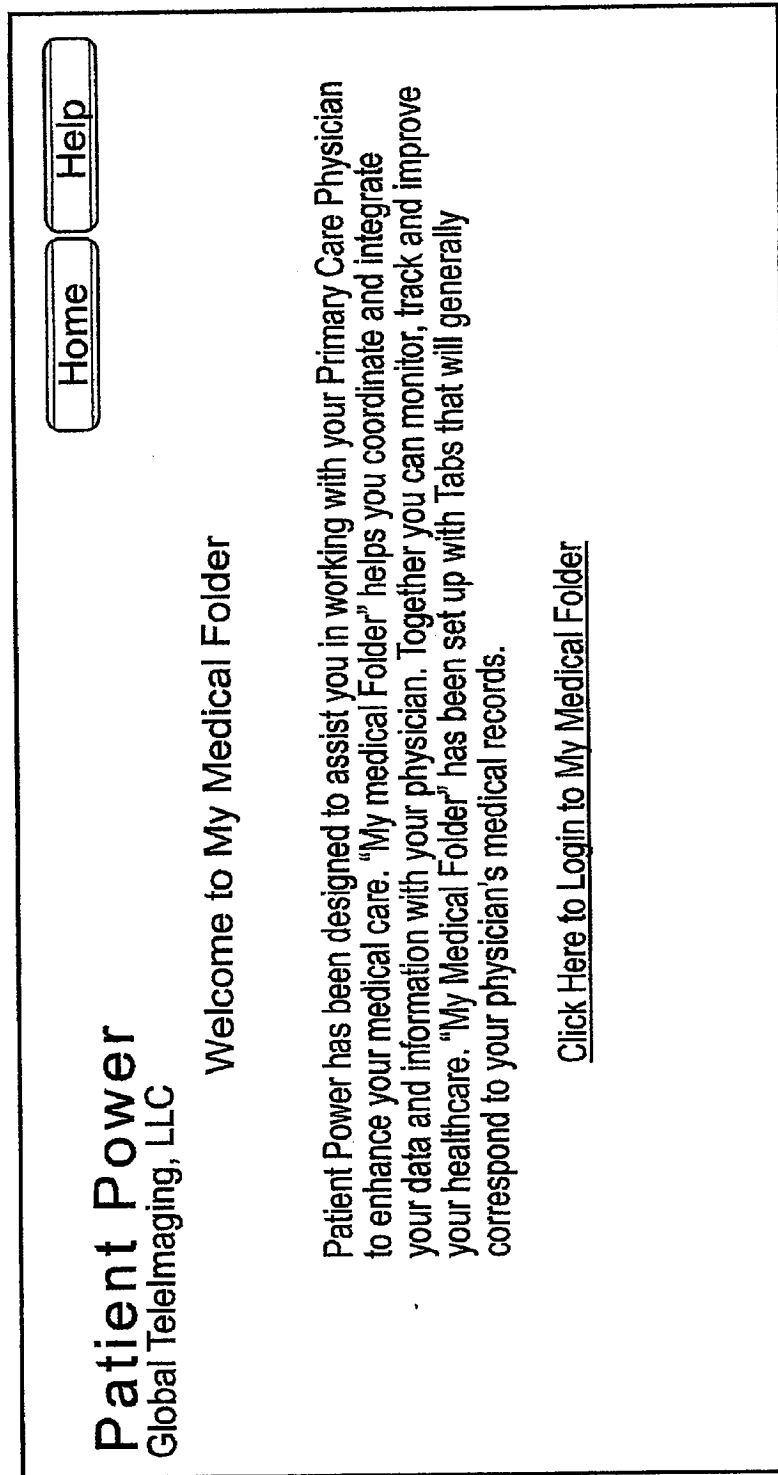 Patient Power
Global TeleImaging, LLC
Home
Help
Welcome to My Medical Folder
Patient Power has been designed to assist you in working with your Primary Care Physician
to enhance your medical care. “My medical Folder” helps you coordinate and integrate
your data and information with your physician. Together you can monitor, track and improve
your healthcare. “My Medical Folder” has been set up with Tabs that will generally
correspond to your physician's medical records.
Click Here to Login to My Medical Folder